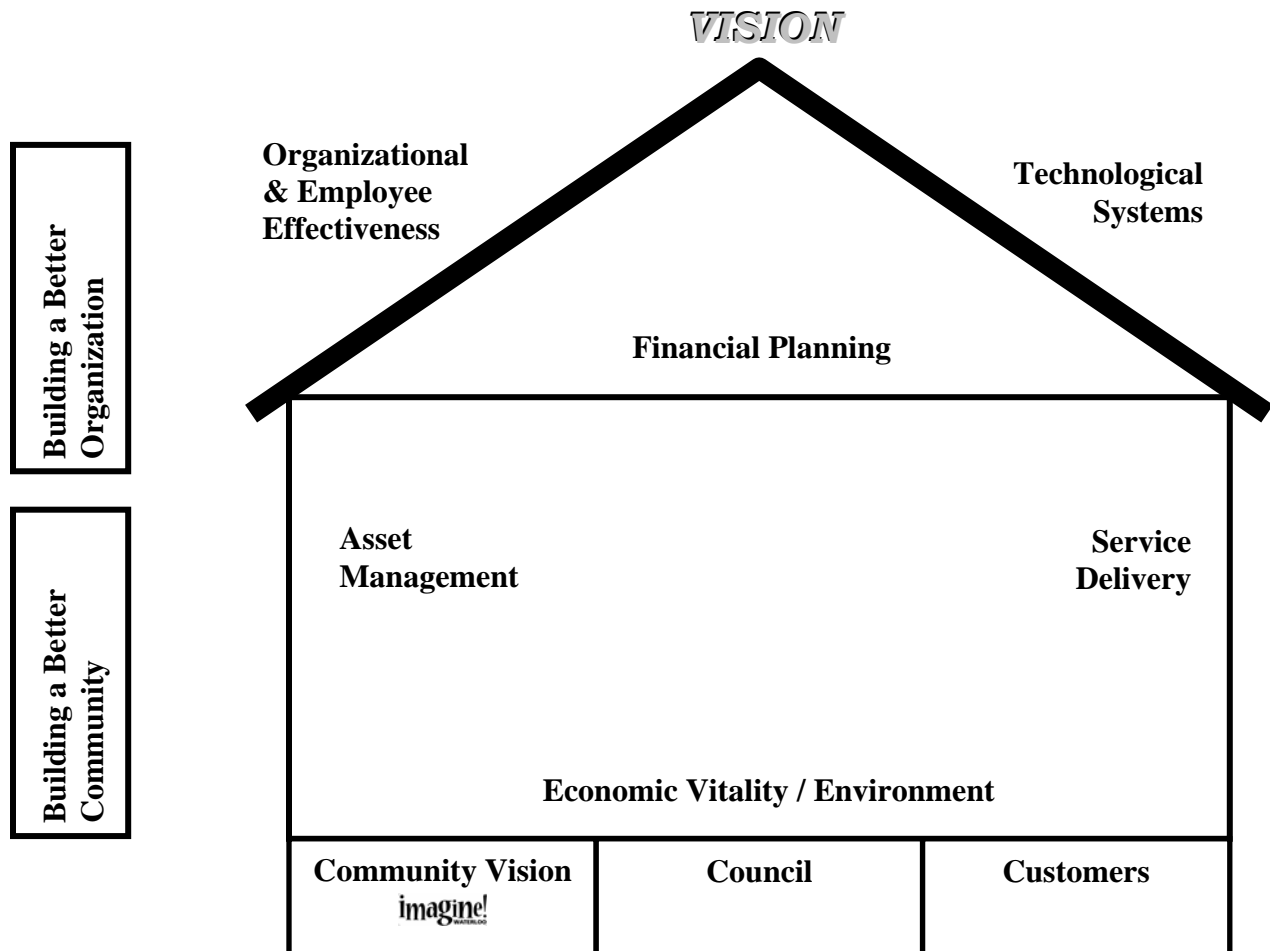 VISION
Organizational
& Employee
Effectiveness
Technological
Systems
Building a Better
Organization
Financial Planning
Asset
Management
Service
Delivery
Building a Better
Community
Economic Vitality / Environment
Community Vision
imagine!
WATERLOO
Council
Customers